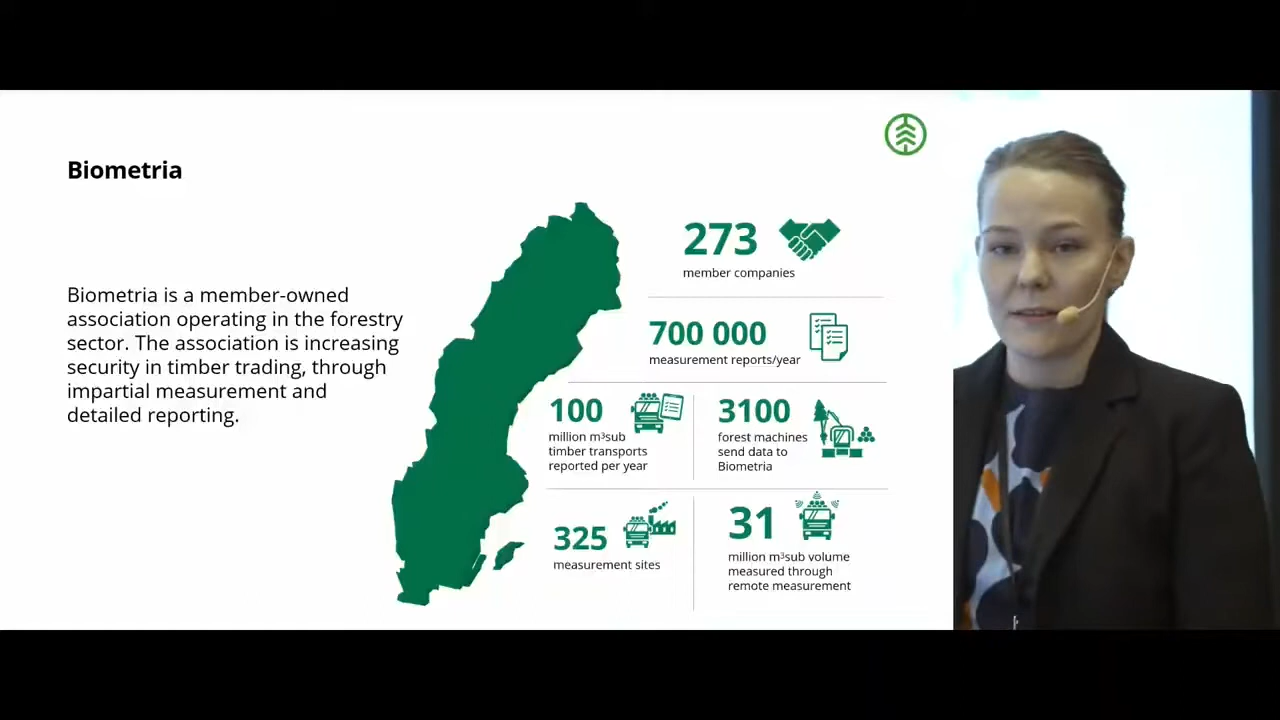 Biometria
Biometria is a member-owned
association operating in the forestry
sector. The association is increasing
security in timber trading, through
impartial measurement and
detailed reporting.
273
member companies
700 000
measurement reports/year
100
million m³sub
timber transports
reported per year
3100
forest machines
send data to
Biometria
325
measurement sites
31
million m³sub volume
measured through
remote measurement